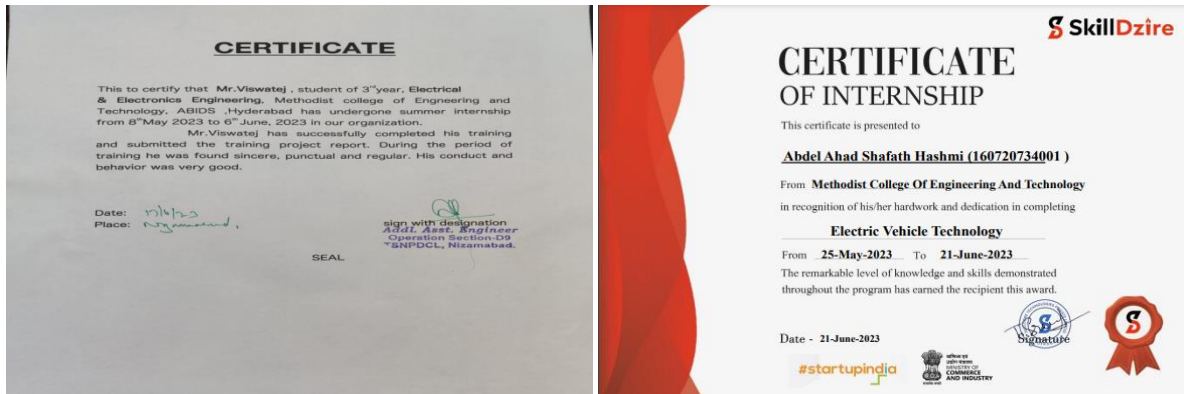 CERTIFICATE
This to certify that Mr.Viswatej , student of 3rd year, Electrical
& Electronics Engineering, Methodist college of Engneering and
Technology, ABIDS ,Hyderabad has undergone summer internship
from 8th May 2023 to 6th June, 2023 in our organization.
Mr.Viswatej has successfully completed his training
and submitted the training project report. During the period of
training he was found sincere, punctual and regular. His conduct and
behavior was very good.
Date:
Place:
sign with designation
Addl. Asst. Engineer
Operation Section-D9
SNPDCL, Nizamabad.
SEAL
SkillDzire
CERTIFICATE
OF INTERNSHIP
This certificate is presented to
Abdel Ahad Shafath Hashmi (160720734001 )
From Methodist College Of Engineering And Technology
in recognition of his/her hardwork and dedication in completing
Electric Vehicle Technology
From 25-May-2023 To 21-June-2023
The remarkable level of knowledge and skills demonstrated
throughout the program has earned the recipient this award.
Signature
Date - 21-June-2023
#startupindia
MINISTRY OF
COMMERCE
AND INDUSTRY